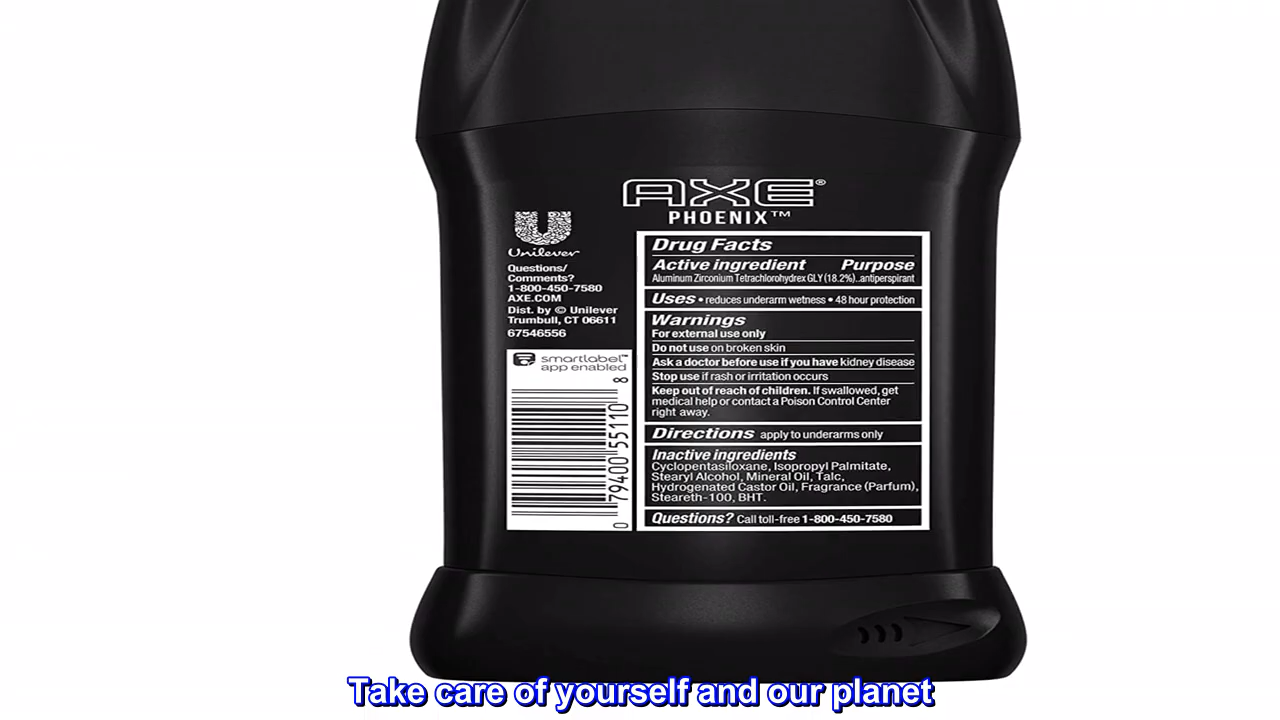 AXE®
PHOENIX™
Unilever
Questions/
Comments?
1-800-450-7580
AXE.COM
Dist. by © Unilever
Trumbull, CT 06611
67546556
smartlabel™
app enabled
0 79400 55110 8
Drug Facts
Active ingredient Purpose
Aluminum Zirconium Tetrachlorohydrex GLY (18.2%)..antiperspirant
Uses • reduces underarm wetness • 48 hour protection
Warnings
For external use only
Do not use on broken skin
Ask a doctor before use if you have kidney disease
Stop use if rash or irritation occurs
Keep out of reach of children. If swallowed, get
medical help or contact a Poison Control Center
right away.
Directions apply to underarms only
Inactive ingredients
Cyclopentasiloxane, Isopropyl Palmitate,
Stearyl Alcohol, Mineral Oil, Talc,
Hydrogenated Castor Oil, Fragrance (Parfum),
Steareth-100, BHT.
Questions? Call toll-free 1-800-450-7580
Take care of yourself and our planet